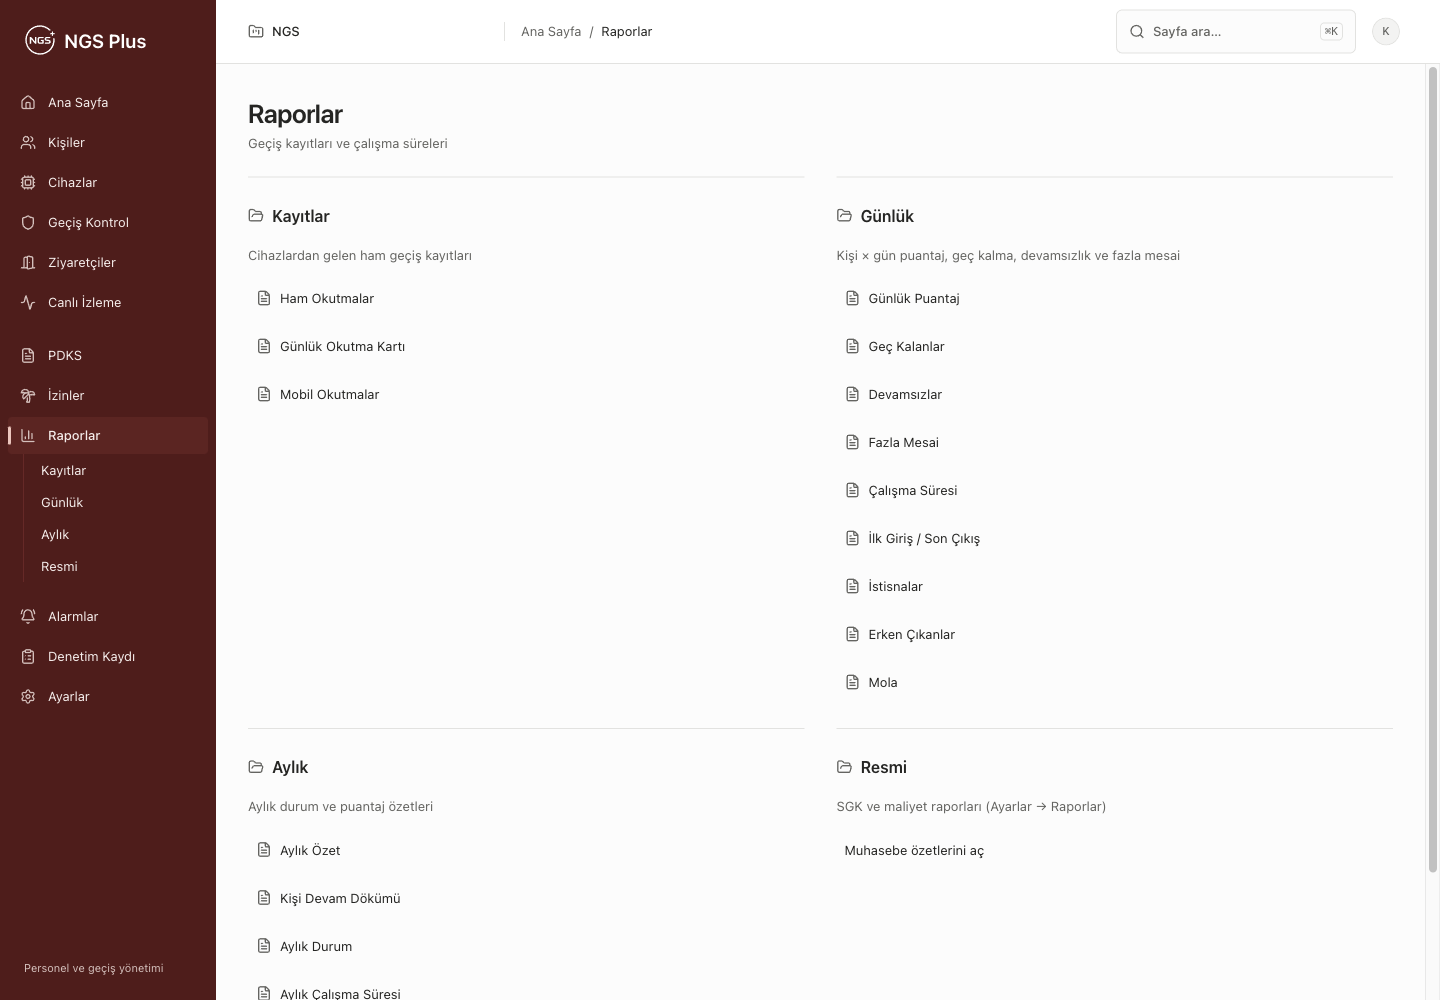 NGS NGS Plus
Ana Sayfa
Kişiler
Cihazlar
Geçiş Kontrol
Ziyaretçiler
Canlı İzleme
PDKS
İzinler
Raporlar
Kayıtlar
Günlük
Aylık
Resmi
Alarmlar
Denetim Kaydı
Ayarlar
Personel ve geçiş yönetimi
NGS
Ana Sayfa / Raporlar
Sayfa ara...
⌘K
K
Raporlar
Geçiş kayıtları ve çalışma süreleri
Kayıtlar
Cihazlardan gelen ham geçiş kayıtları
Ham Okutmalar
Günlük Okutma Kartı
Mobil Okutmalar
Günlük
Kişi × gün puantaj, geç kalma, devamsızlık ve fazla mesai
Günlük Puantaj
Geç Kalanlar
Devamsızlar
Fazla Mesai
Çalışma Süresi
İlk Giriş / Son Çıkış
İstisnalar
Erken Çıkanlar
Mola
Aylık
Aylık durum ve puantaj özetleri
Aylık Özet
Kişi Devam Dökümü
Aylık Durum
Aylık Çalışma Süresi
Resmi
SGK ve maliyet raporları (Ayarlar → Raporlar)
Muhasebe özetlerini aç